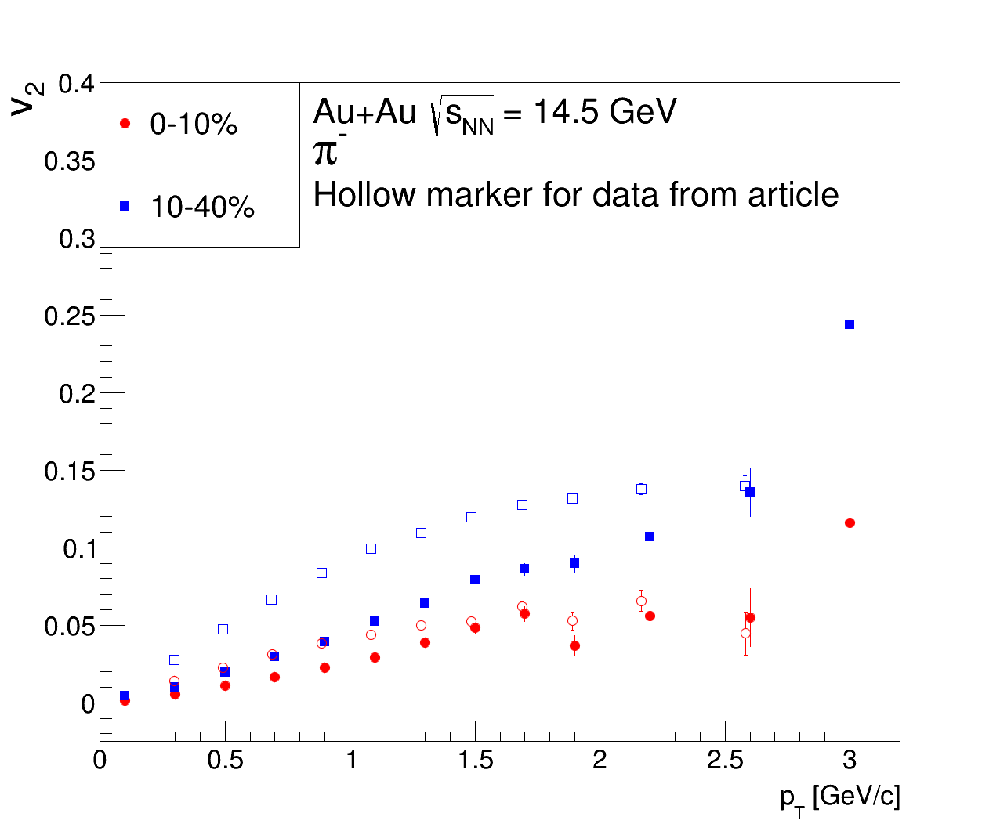 v2
0.4
0.35
0.3
0.25
0.2
0.15
0.1
0.05
0
0-10%
10-40%
Au+Au √sNN = 14.5 GeV
π-
Hollow marker for data from article
0 0.5 1 1.5 2 2.5 3
pT [GeV/c]